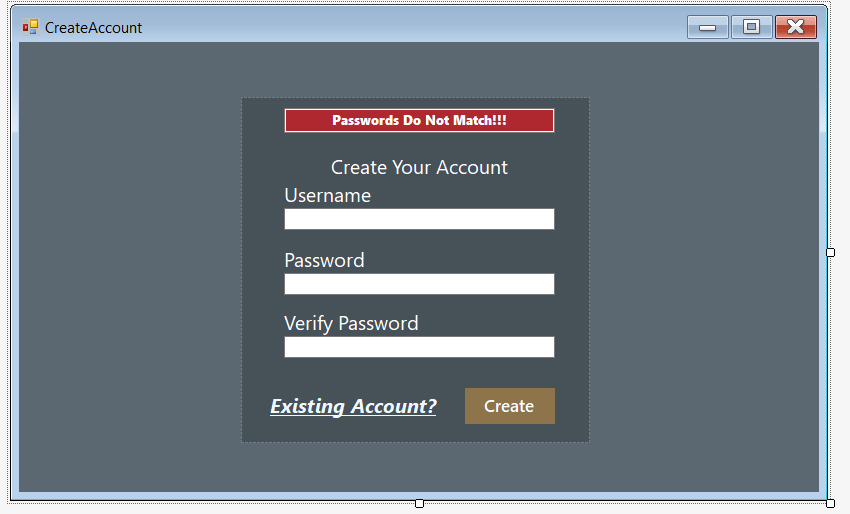 CreateAccount
Passwords Do Not Match!!!
Create Your Account
Username
Password
Verify Password
Existing Account? Create